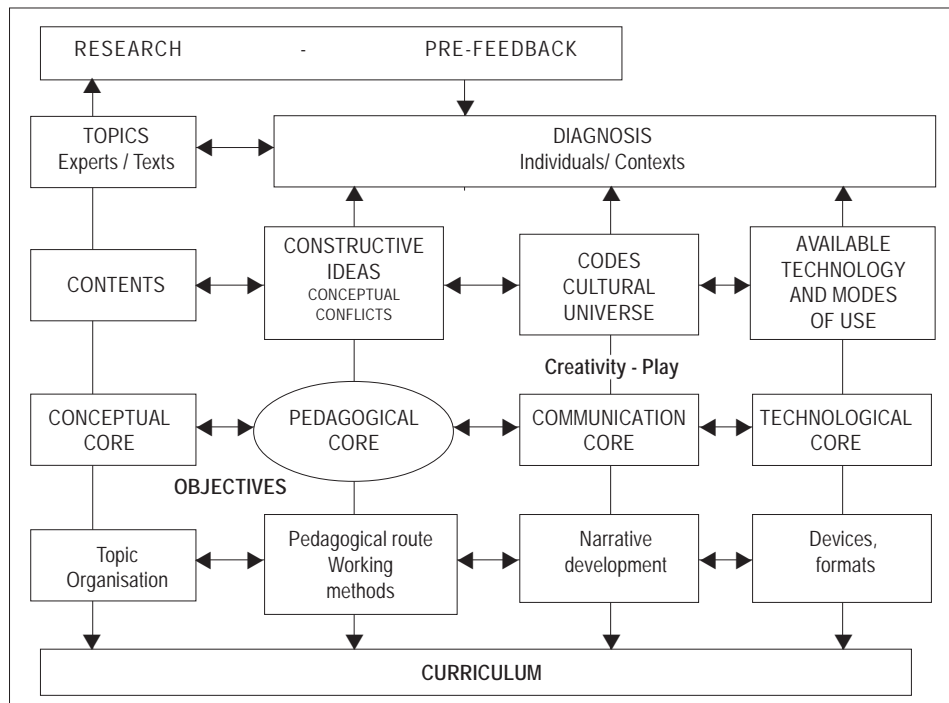 RESEARCH - PRE-FEEDBACK
TOPICS
Experts / Texts
DIAGNOSIS
Individuals/ Contexts
CONTENTS
CONSTRUCTIVE
IDEAS
CONCEPTUAL
CONFLICTS
CODES
CULTURAL
UNIVERSE
AVAILABLE
TECHNOLOGY
AND MODES
OF USE
Creativity - Play
CONCEPTUAL
CORE
PEDAGOGICAL
CORE
COMMUNICATION
CORE
TECHNOLOGICAL
CORE
OBJECTIVES
Topic
Organisation
Pedagogical route
Working
methods
Narrative
development
Devices,
formats
CURRICULUM